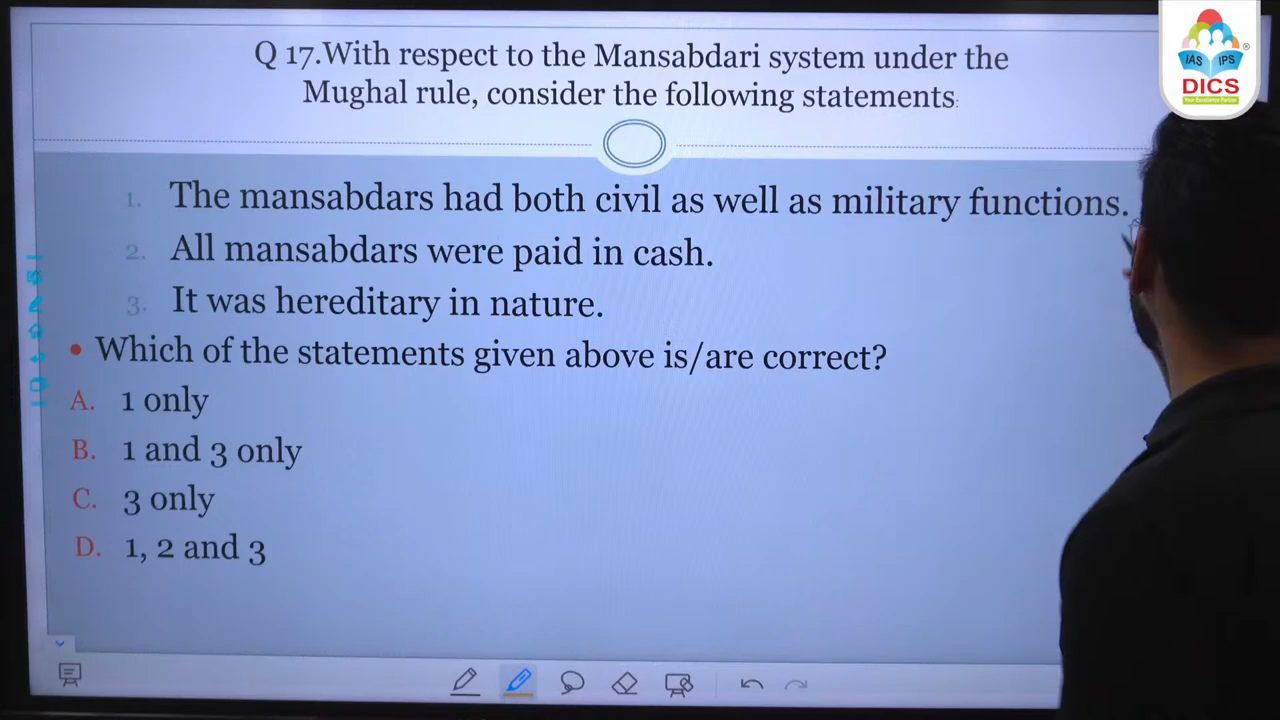 IAS IPS
DICS
Your Excellence Partner
Q 17.With respect to the Mansabdari system under the
Mughal rule, consider the following statements:
1. The mansabdars had both civil as well as military functions.
2. All mansabdars were paid in cash.
3. It was hereditary in nature.
• Which of the statements given above is/are correct?
A. 1 only
B. 1 and 3 only
C. 3 only
D. 1, 2 and 3